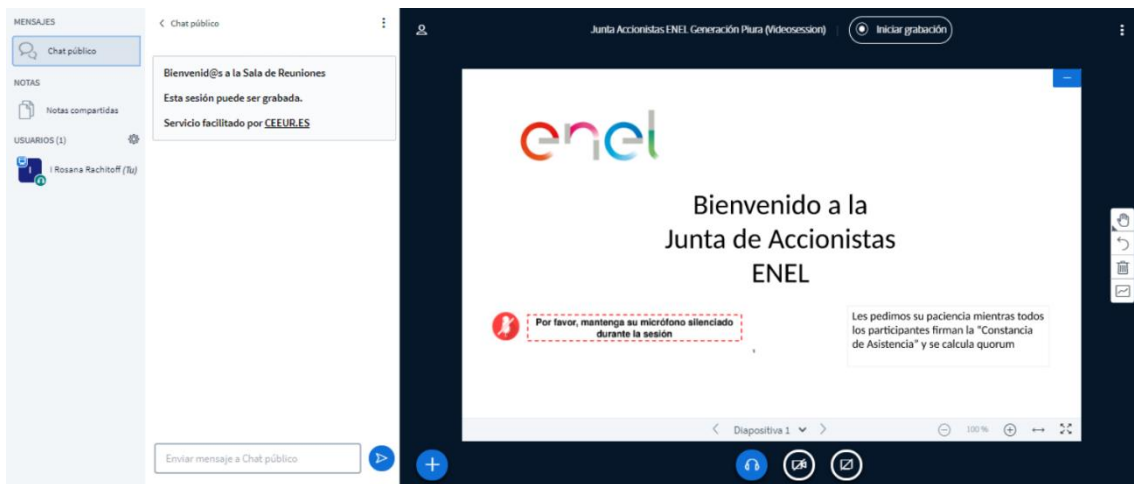 MENSAJES
Chat público
NOTAS
Notas compartidas
USUARIOS (1)
I
I Rosana Rachitoff (Tu)
Chat público
Bienvenid@s a la Sala de Reuniones
Esta sesión puede ser grabada.
Servicio facilitado por CEEUR.ES
Enviar mensaje a Chat público
Junta Accionistas ENEL Generación Piura (Videosession)
Iniciar grabación
enel
Bienvenido a la
Junta de Accionistas
ENEL
Por favor, mantenga su micrófono silenciado
durante la sesión
Les pedimos su paciencia mientras todos
los participantes firman la "Constancia
de Asistencia" y se calcula quorum
Diapositiva 1
100 %